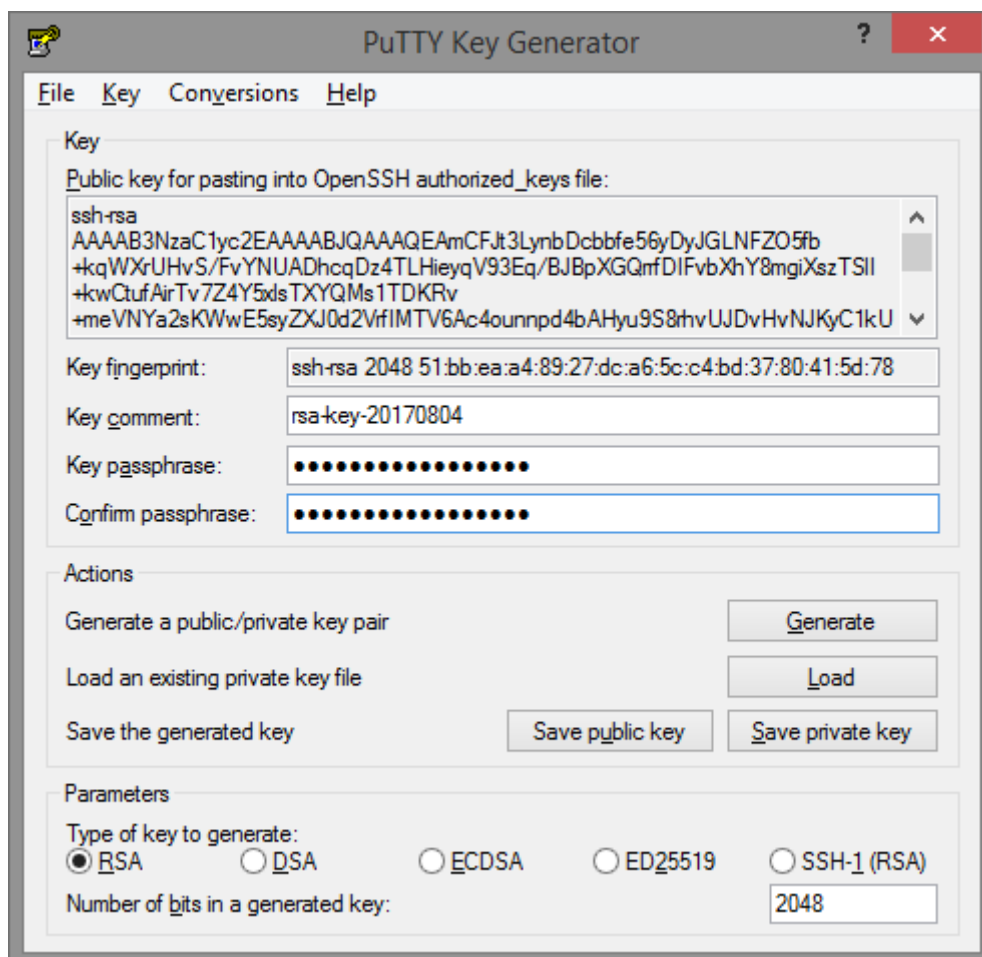 PuTTY Key Generator ?
File Key Conversions Help
Key
Public key for pasting into OpenSSH authorized_keys file:
ssh-rsa
AAAAB3NzaC1yc2EAAAABJQAAAQEAmCFJt3LynbDcbbfe56yDyJGLNFZO5fb
+kqWXrUHvS/FvYNUADhcqDz4TLHieyqV93Eq/BJBpXGQrrfDIFvbXhY8mgiXszTSII
+kwCtufAirTv7Z4Y5xlsTXYQMs1TDKRv
+meVNYa2sKWwE5syZXJ0d2VrfIMTV6Ac4ounnpd4bAHyu9S8rhvUJDvHvNJKyC1kU
Key fingerprint: ssh-rsa 2048 51:bb:ea:a4:89:27:dc:a6:5c:c4:bd:37:80:41:5d:78
Key comment: rsa-key-20170804
Key passphrase:
Confirm passphrase:
Actions
Generate a public/private key pair Generate
Load an existing private key file Load
Save the generated key Save public key Save private key
Parameters
Type of key to generate:
RSA DSA ECDSA ED25519 SSH-1 (RSA)
Number of bits in a generated key: 2048